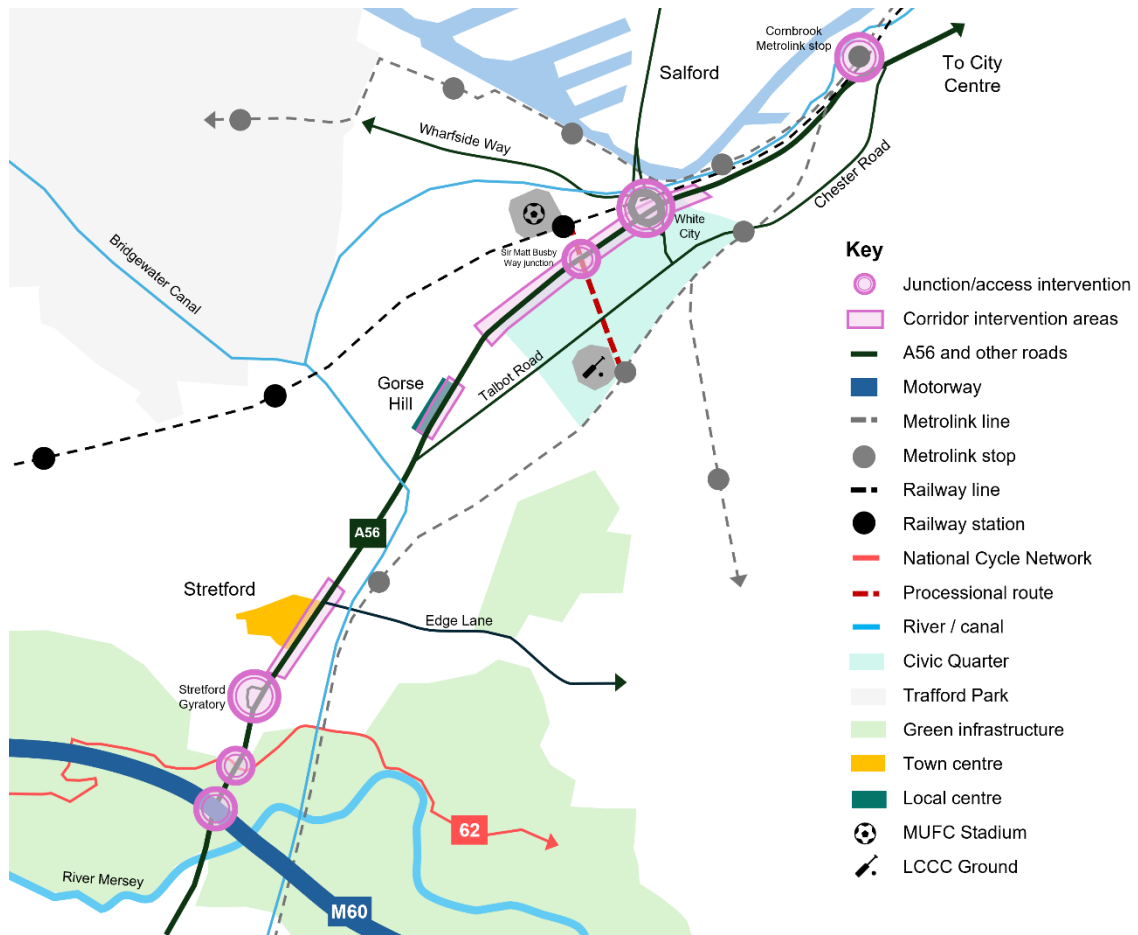 Cornbrook
Metrolink stop
To City
Centre
Salford
Wharfside Way
Chester Road
White
City
Sir Matt Busby
Way junction
Bridgewater Canal
Talbot Road
Gorse
Hill
A56
Stretford
Edge Lane
Stretford
Gyratory
62
River Mersey
M60
Key
Junction/access intervention
Corridor intervention areas
A56 and other roads
Motorway
Metrolink line
Metrolink stop
Railway line
Railway station
National Cycle Network
Processional route
River / canal
Civic Quarter
Trafford Park
Green infrastructure
Town centre
Local centre
MUFC Stadium
LCCC Ground